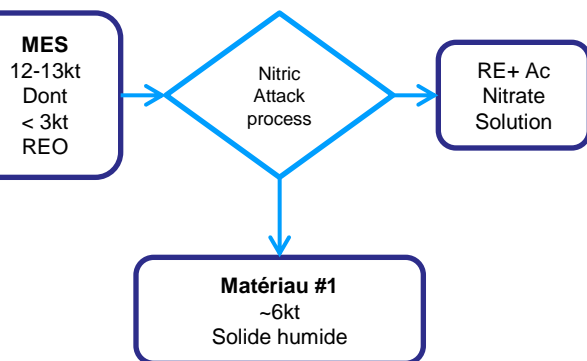 MES
12-13kt
Dont
< 3kt
REO
Nitric
Attack
process
RE+ Ac
Nitrate
Solution
Matériau #1
~6kt
Solide humide